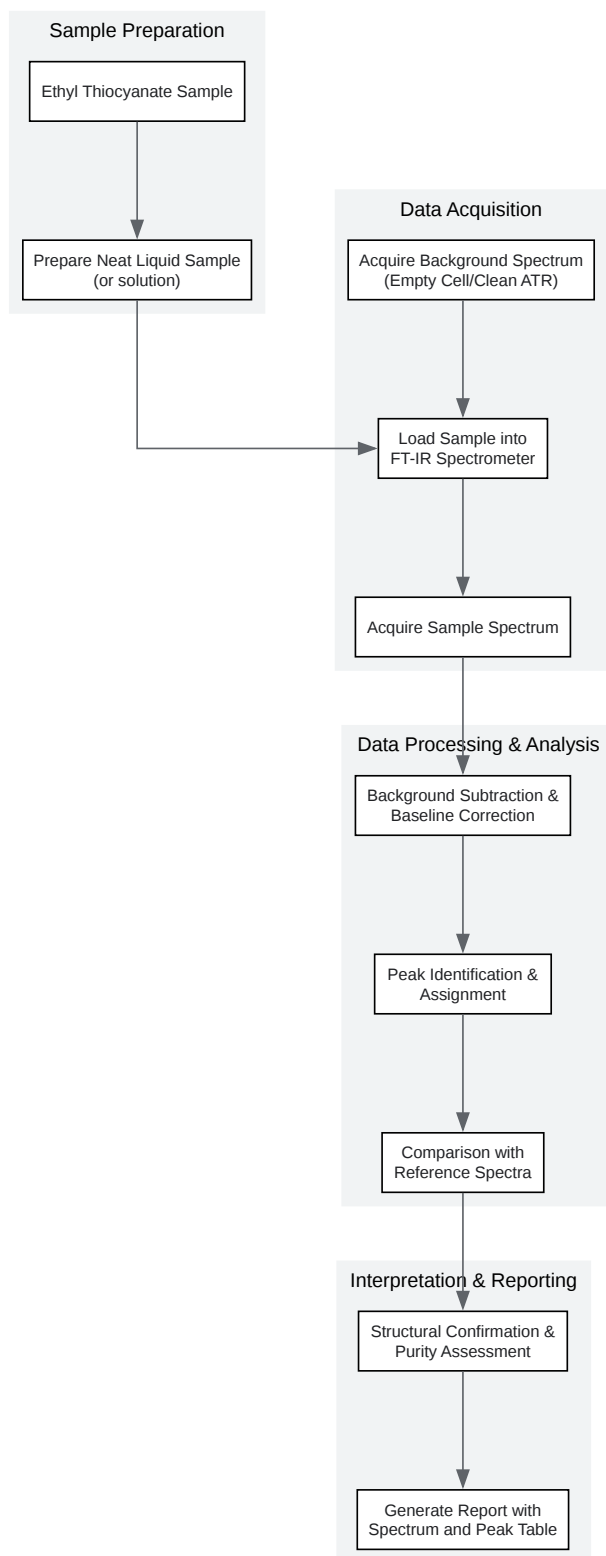 Sample Preparation
Ethyl Thiocyanate Sample
Prepare Neat Liquid Sample
(or solution)
Data Acquisition
Acquire Background Spectrum
(Empty Cell/Clean ATR)
Load Sample into
FT-IR Spectrometer
Acquire Sample Spectrum
Data Processing & Analysis
Background Subtraction &
Baseline Correction
Peak Identification &
Assignment
Comparison with
Reference Spectra
Interpretation & Reporting
Structural Confirmation &
Purity Assessment
Generate Report with
Spectrum and Peak Table